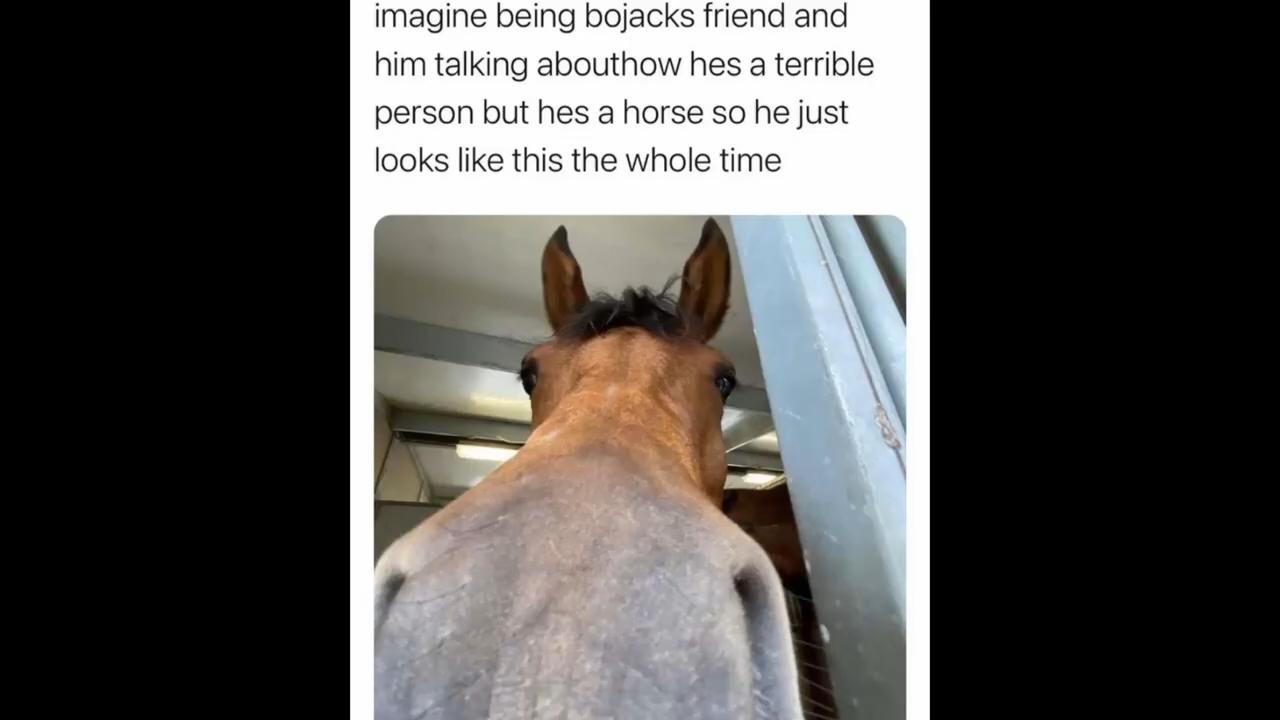 imagine being bojacks friend and
him talking abouthow hes a terrible
person but hes a horse so he just
looks like this the whole time